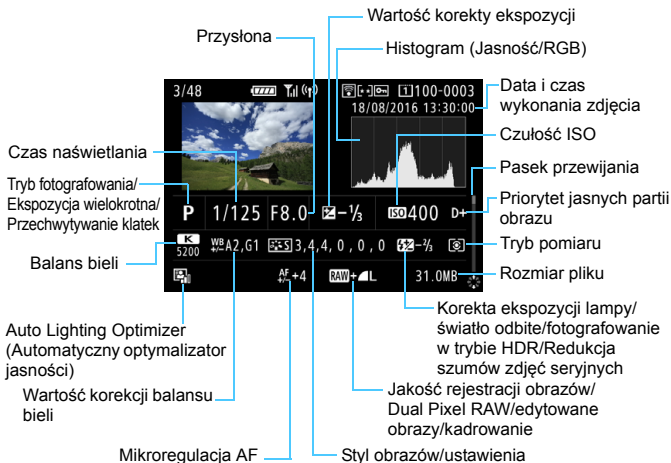 Wartość korekty ekspozycji
Przysłona
Histogram (Jasność/RGB)
3/48
100-0003
18/08/2016 13:30:00
Data i czas
wykonania zdjęcia
Czas naświetlania
Czułość ISO
Pasek przewijania
Tryb fotografowania/
Ekspozycja wielokrotna/
Przechwytywanie klatek
P 1/125 F8.0 -⅓ ISO 400 D+
Priorytet jasnych partii
obrazu
K
5200
WB +/- A2,G1 S 3,4,4,0,0,0 -⅔
Tryb pomiaru
Balans bieli
AF +/- +4 RAW+L 31.0MB
Rozmiar pliku
Auto Lighting Optimizer
(Automatyczny optymalizator
jasności)
Korekta ekspozycji lampy/
światło odbite/fotografowanie
w trybie HDR/Redukcja
szumów zdjęć seryjnych
Wartość korekcji balansu
bieli
Jakość rejestracji obrazów/
Dual Pixel RAW/edytowane
obrazy/kadrowanie
Mikroregulacja AF
Styl obrazów/ustawienia